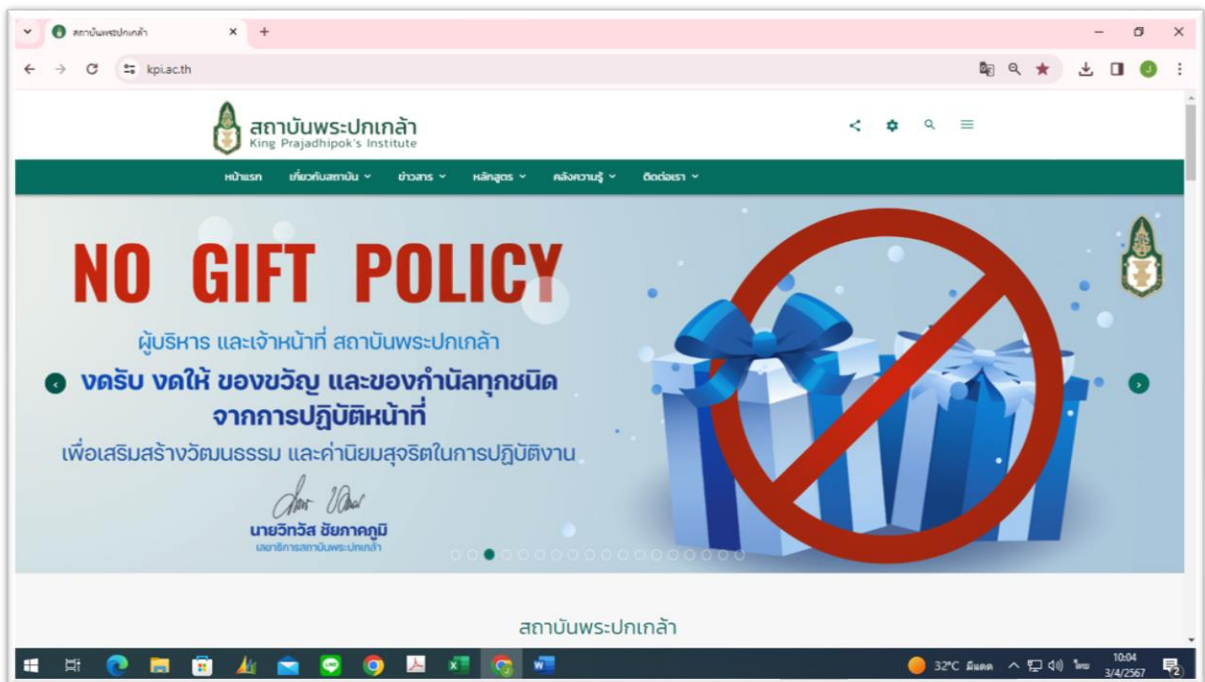 สถาบันพระปกเกล้า
kpi.ac.th
สถาบันพระปกเกล้า
King Prajadhipok's Institute
หน้าแรก เกี่ยวกับสถาบัน ข่าวสาร หลักสูตร คลังความรู้ ติดต่อเรา
NO GIFT POLICY
ผู้บริหาร และเจ้าหน้าที่ สถาบันพระปกเกล้า
งดรับ งดให้ ของขวัญ และของกำนัลทุกชนิด
จากการปฏิบัติหน้าที่
เพื่อเสริมสร้างวัฒนธรรม และค่านิยมสุจริตในการปฏิบัติงาน
นายวิทวัส ชัยภาคภูมิ
เลขาธิการสถาบันพระปกเกล้า
สถาบันพระปกเกล้า
32°C มีแดด ไทย 10:04
3/4/2567